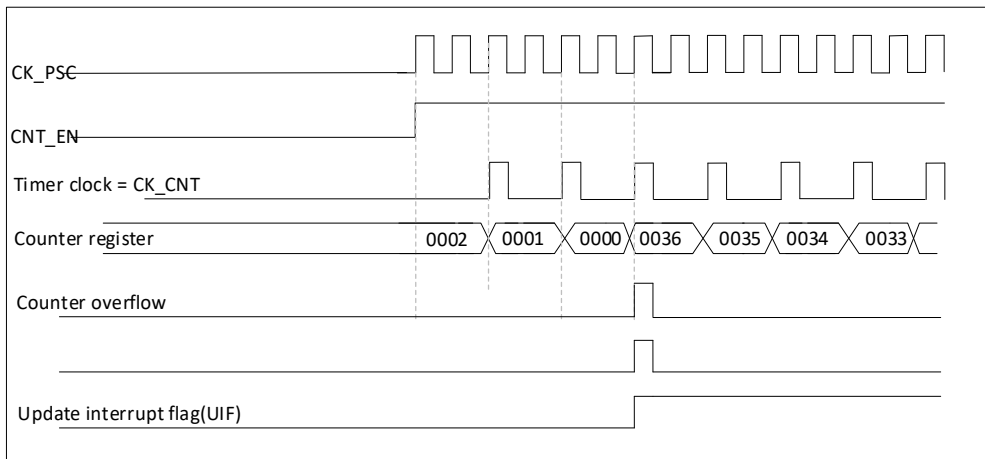 CK_PSC
CNT_EN
Timer clock = CK_CNT
Counter register
0002 0001 0000 0036 0035 0034 0033
Counter overflow
Update interrupt flag(UIF)